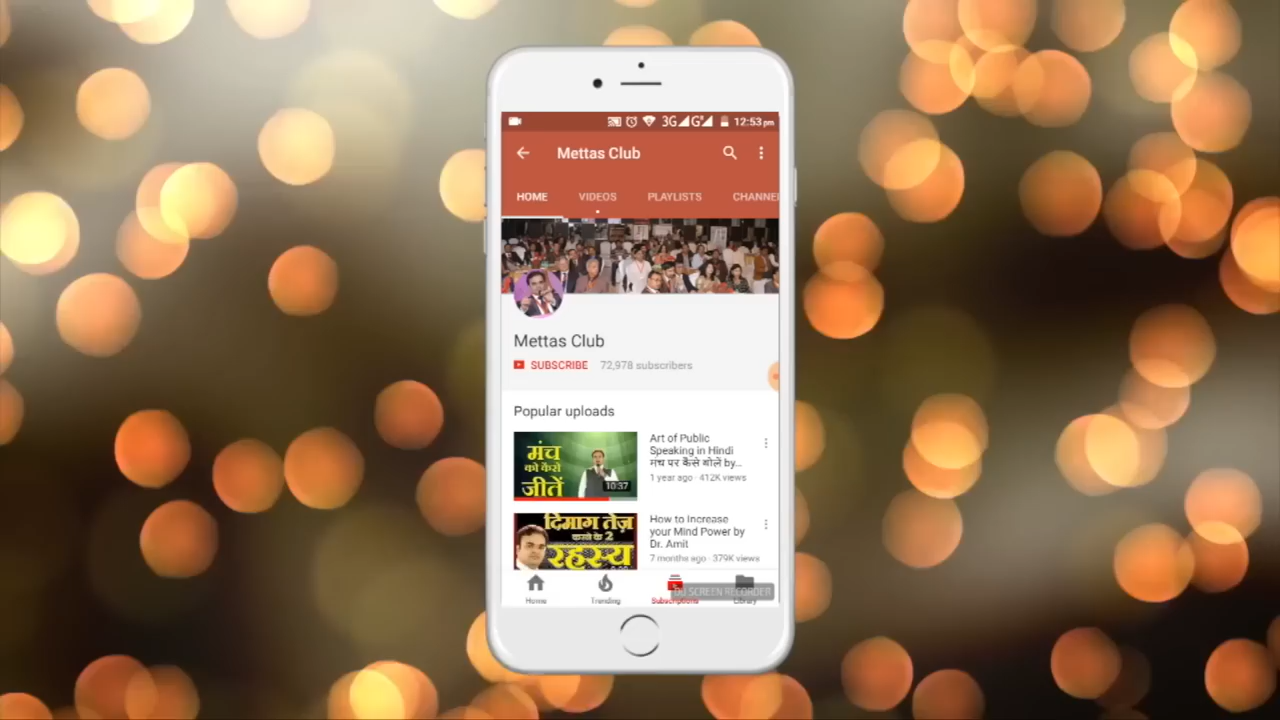 3G G 12:53 pm
Mettas Club
HOME VIDEOS PLAYLISTS CHANNE
Mettas Club
SUBSCRIBE 72,978 subscribers
Popular uploads
मंच
को कैसे
जीतें
10:37
Art of Public
Speaking in Hindi
मंच पर कैसे बोलें by...
1 year ago · 412K views
दिमाग तेज़
करने के 2
रहस्य
How to Increase
your Mind Power by
Dr. Amit
7 months ago · 379K views
Home Trending Subscriptions Library
DU SCREEN RECORDER